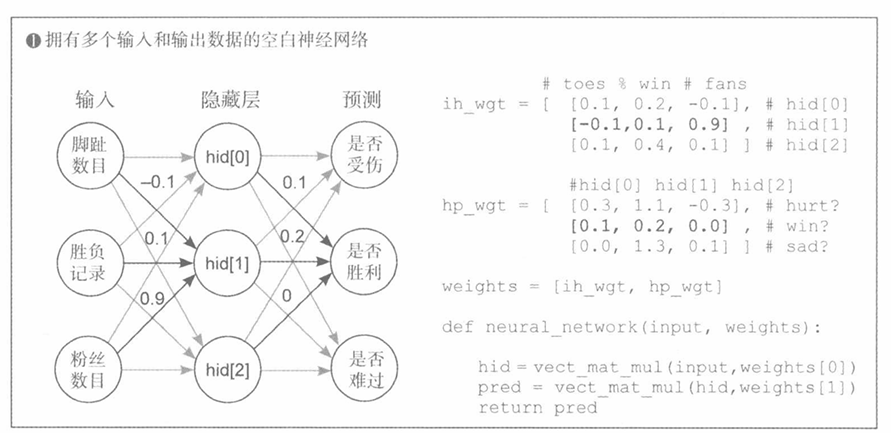 ❶拥有多个输入和输出数据的空白神经网络
输入
隐藏层
预测
脚趾
数目
hid[0]
是否
受伤
–0.1
0.1
0.1
0.2
胜负
记录
hid[1]
是否
胜利
0.9
0
粉丝
数目
hid[2]
是否
难过
# toes % win # fans
ih_wgt = [ [0.1, 0.2, -0.1], # hid[0]
[-0.1,0.1, 0.9] , # hid[1]
[0.1, 0.4, 0.1] ] # hid[2]
#hid[0] hid[1] hid[2]
hp_wgt = [ [0.3, 1.1, -0.3], # hurt?
[0.1, 0.2, 0.0] , # win?
[0.0, 1.3, 0.1] ] # sad?
weights = [ih_wgt, hp_wgt]
def neural_network(input, weights):
hid = vect_mat_mul(input,weights[0])
pred = vect_mat_mul(hid,weights[1])
return pred